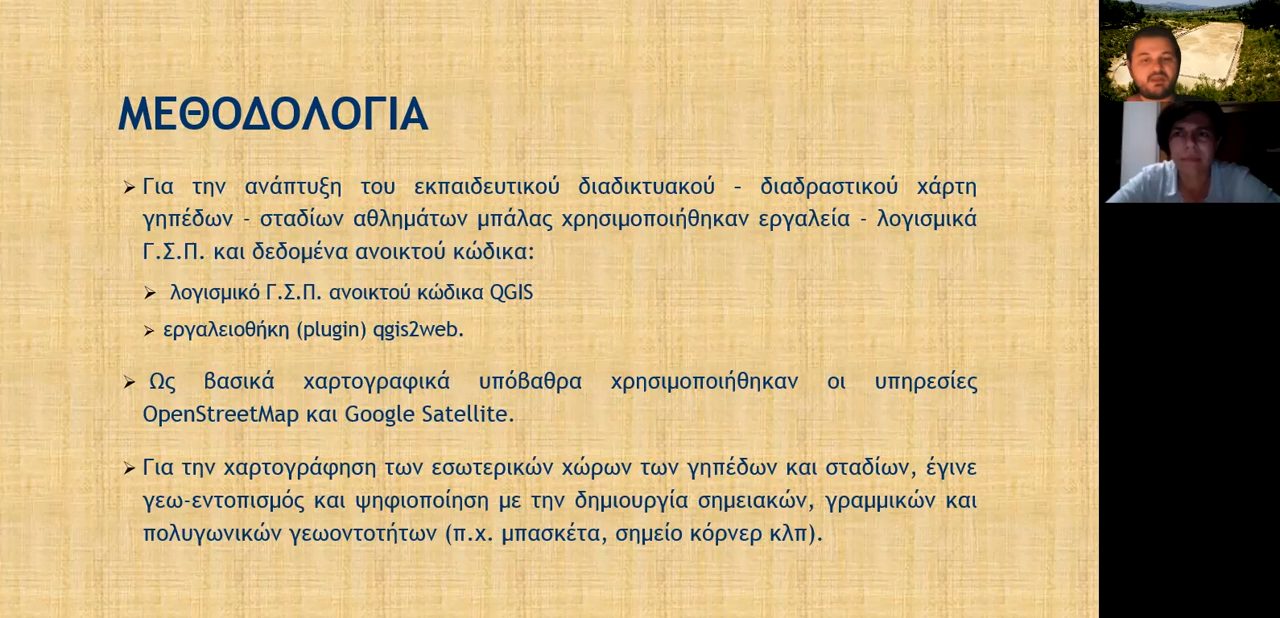 ΜΕΘΟΔΟΛΟΓΙΑ
Για την ανάπτυξη του εκπαιδευτικού διαδικτυακού – διαδραστικού χάρτη
γηπέδων - σταδίων αθλημάτων μπάλας χρησιμοποιήθηκαν εργαλεία - λογισμικά
Γ.Σ.Π. και δεδομένα ανοικτού κώδικα:
λογισμικό Γ.Σ.Π. ανοικτού κώδικα QGIS
εργαλειοθήκη (plugin) qgis2web.
Ως βασικά χαρτογραφικά υπόβαθρα χρησιμοποιήθηκαν οι υπηρεσίες
OpenStreetMap και Google Satellite.
Για την χαρτογράφηση των εσωτερικών χώρων των γηπέδων και σταδίων, έγινε
γεω-εντοπισμός και ψηφιοποίηση με την δημιουργία σημειακών, γραμμικών και
πολυγωνικών γεωοντοτήτων (π.χ. μπασκέτα, σημείο κόρνερ κλπ).